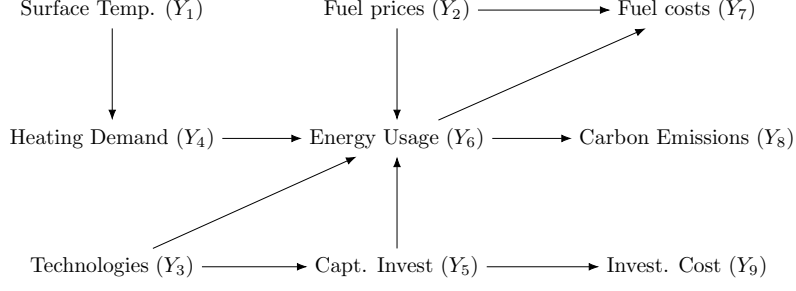 Surface Temp. (Y₁)
Fuel prices (Y₂)
Fuel costs (Y₇)
Heating Demand (Y₄)
Energy Usage (Y₆)
Carbon Emissions (Y₈)
Technologies (Y₃)
Capt. Invest (Y₅)
Invest. Cost (Y₉)